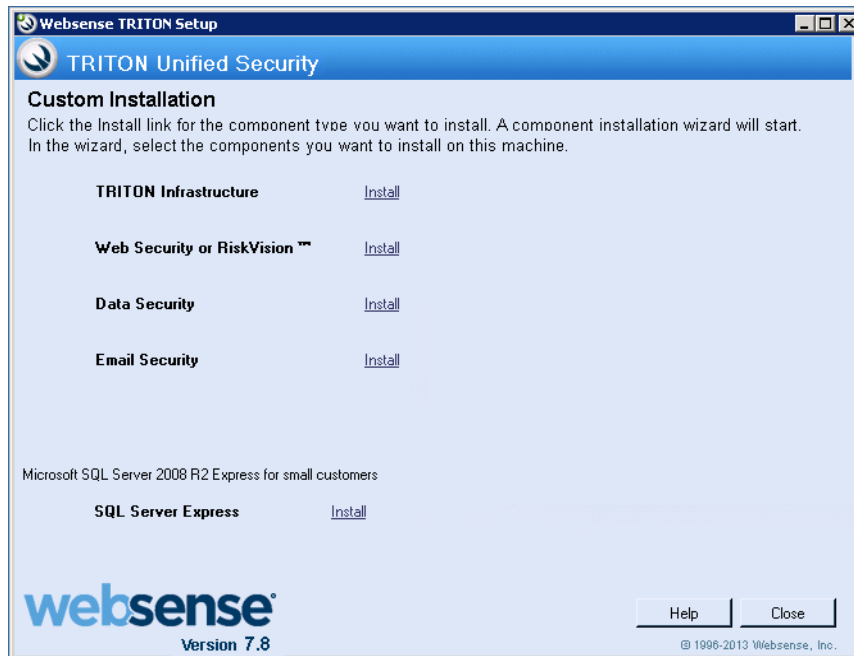 Websense TRITON Setup
TRITON Unified Security
Custom Installation
Click the Install link for the component type you want to install. A component installation wizard will start.
In the wizard, select the components you want to install on this machine.
TRITON Infrastructure Install
Web Security or RiskVision ™ Install
Data Security Install
Email Security Install
Microsoft SQL Server 2008 R2 Express for small customers
SQL Server Express Install
websense
Help Close
Version 7.8 © 1996-2013 Websense, Inc.